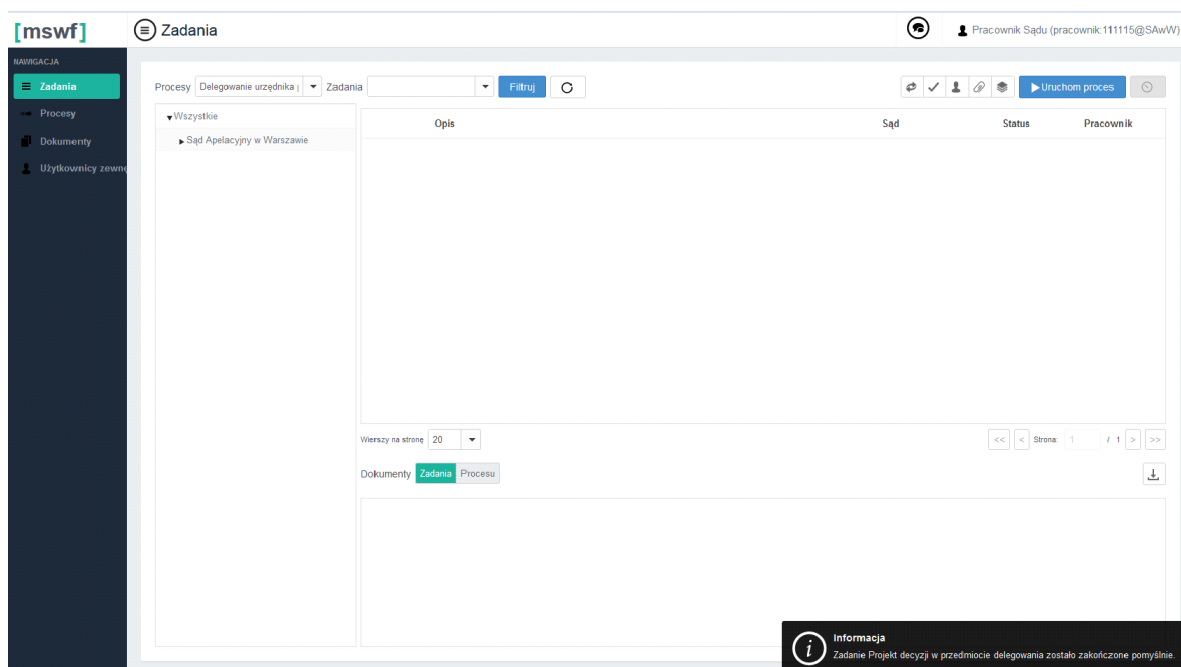 [mswf]
Zadania
Pracownik Sądu (pracownik:111115@SAwW)
NAWIGACJA
Zadania
Procesy
Dokumenty
Użytkownicy zewnę
Procesy Delegowanie urzędnika Zadania Filtruj Uruchom proces
Wszystkie
Sąd Apelacyjny w Warszawie
Opis Sąd Status Pracownik
Wierszy na stronę 20 << < Strona: 1 / 1 > >>
Dokumenty Zadania Procesu
Informacja
Zadanie Projekt decyzji w przedmiocie delegowania zostało zakończone pomyślnie.